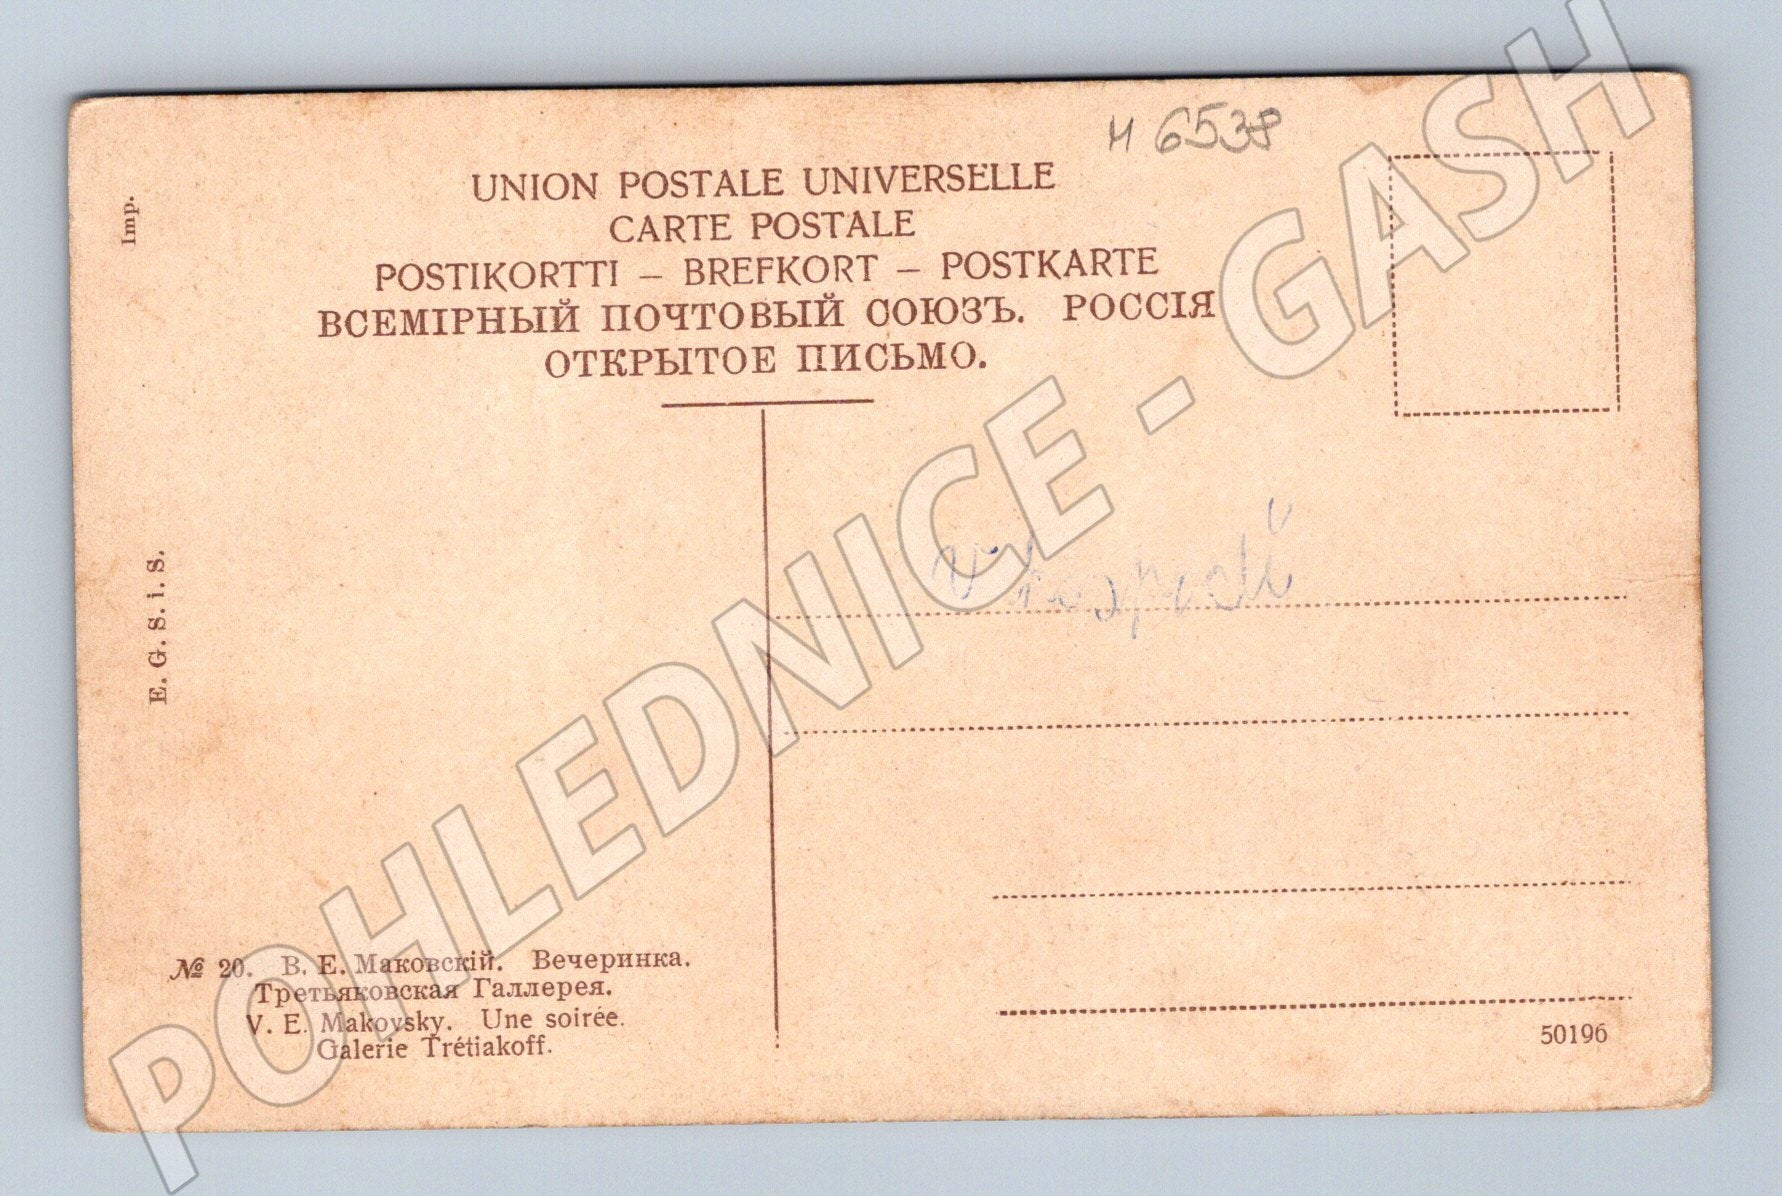 И 6538
UNION POSTALE UNIVERSELLE
CARTE POSTALE
POSTIKORTTI – BREFKORT – POSTKARTE
ВСЕМІРНЫЙ ПОЧТОВЫЙ СОЮЗЪ. РОССІЯ
ОТКРЫТОЕ ПИСЬМО.
Imp.
E. G. S. i. S.
№ 20. В. Е. Маковскій. Вечеринка.
Третьяковская Галлерея.
V. E. Makovsky. Une soirée.
Galerie Trétiakoff.
50196
POHLEDNICE - GASH